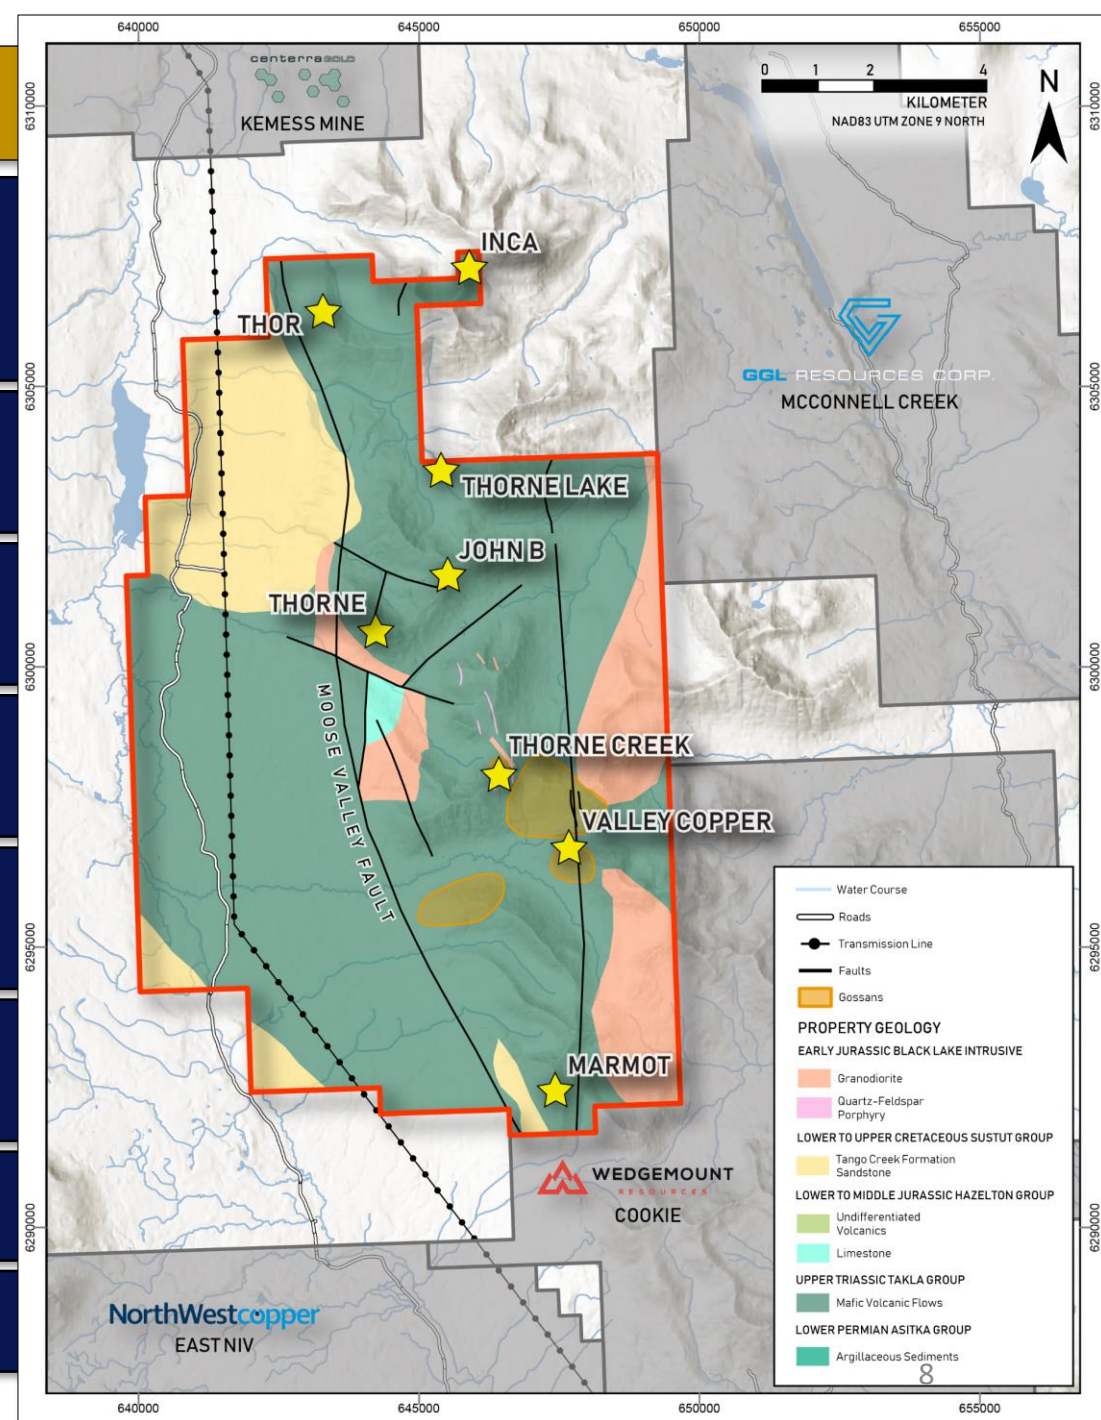 640000 645000 650000 655000
centerraGOLD
KEMESS MINE
0 1 2 4
KILOMETER
NAD83 UTM ZONE 9 NORTH
N
6310000 6310000
INCA
THOR
GGL RESOURCES CORP.
MCCONNELL CREEK
6305000 6305000
THORNE LAKE
JOHN B
THORNE
6300000 6300000
MOOSE VALLEY FAULT
THORNE CREEK
VALLEY COPPER
6295000 6295000
MARMOT
WEDGEMOUNT
RESOURCES
COOKIE
6290000 6290000
NorthWestcopper
EAST NIV
Water Course
Roads
Transmission Line
Faults
Gossans
PROPERTY GEOLOGY
EARLY JURASSIC BLACK LAKE INTRUSIVE
Granodiorite
Quartz-Feldspar
Porphyry
LOWER TO UPPER CRETACEOUS SUSTUT GROUP
Tango Creek Formation
Sandstone
LOWER TO MIDDLE JURASSIC HAZELTON GROUP
Undifferentiated
Volcanics
Limestone
UPPER TRIASSIC TAKLA GROUP
Mafic Volcanic Flows
LOWER PERMIAN ASITKA GROUP
Argillaceous Sediments
8
640000 645000 650000 655000